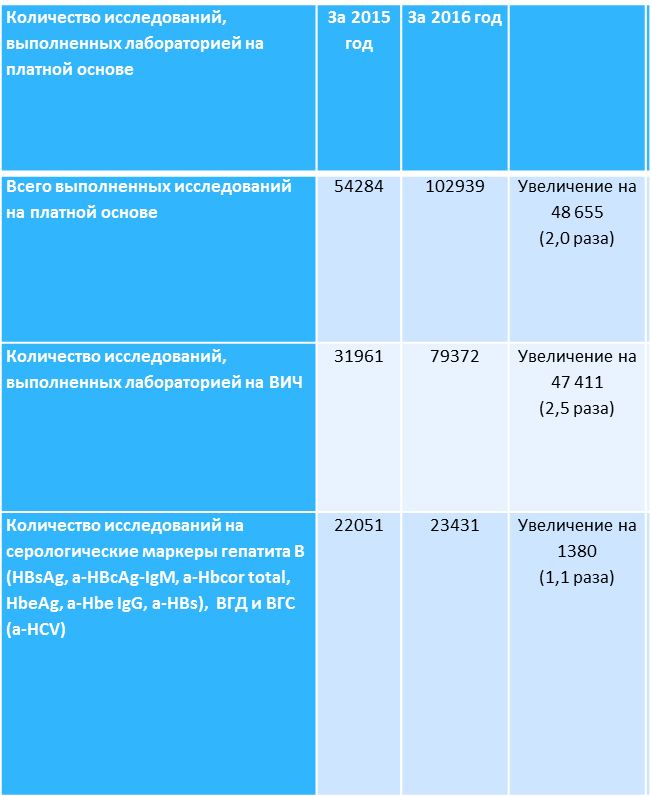 Количество исследований,
выполненных лабораторией на
платной основе
За 2015
год
За 2016 год
Всего выполненных исследований
на платной основе
54284
102939
Увеличение на
48 655
(2,0 раза)
Количество исследований,
выполненных лабораторией на ВИЧ
31961
79372
Увеличение на
47 411
(2,5 раза)
Количество исследований на
серологические маркеры гепатита В
(HBsAg, a-HBcAg-IgM, a-Hbcor total,
HbeAg, a-Hbe IgG, a-HBs), ВГД и ВГС
(a-HCV)
22051
23431
Увеличение на
1380
(1,1 раза)